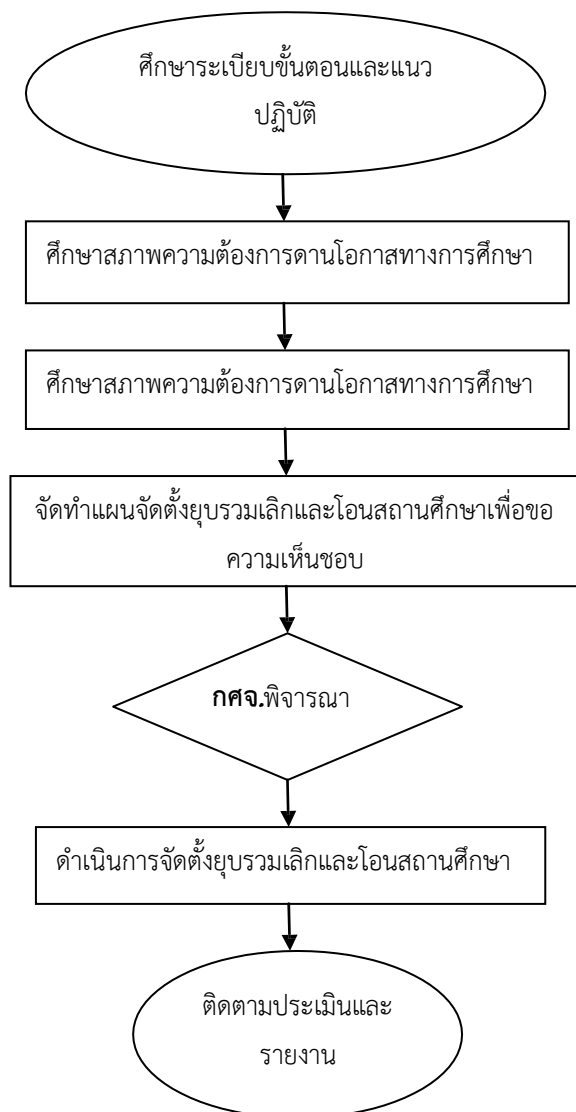 ศึกษาระเบียบขั้นตอนและแนว
ปฏิบัติ
ศึกษาสภาพความต้องการดานโอกาสทางการศึกษา
ศึกษาสภาพความต้องการดานโอกาสทางการศึกษา
จัดทำแผนจัดตั้งยุบรวมเลิกและโอนสถานศึกษาเพื่อขอ
ความเห็นชอบ
กศจ.พิจารณา
ดำเนินการจัดตั้งยุบรวมเลิกและโอนสถานศึกษา
ติดตามประเมินและ
รายงาน